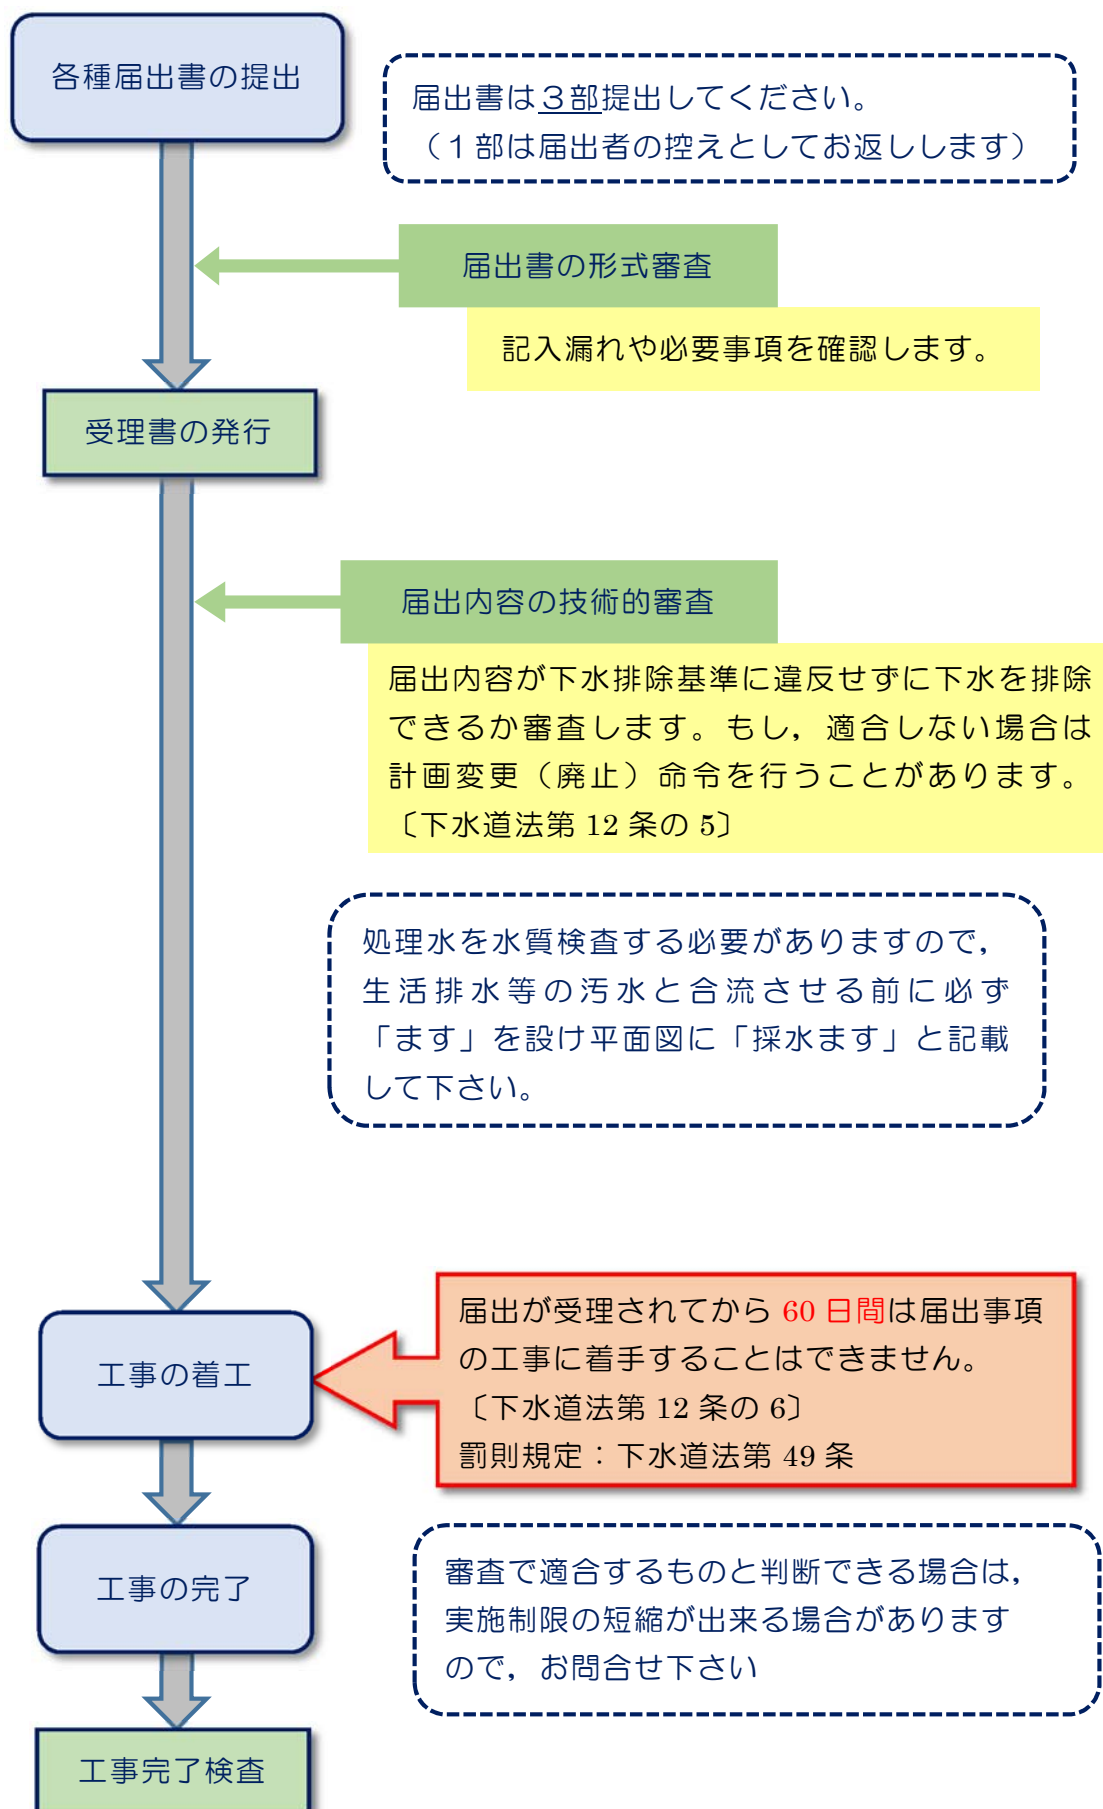 各種届出書の提出
届出書は３部提出してください。
（１部は届出者の控えとしてお返しします）
届出書の形式審査
記入漏れや必要事項を確認します。
受理書の発行
届出内容の技術的審査
届出内容が下水排除基準に違反せずに下水を排除
できるか審査します。もし，適合しない場合は
計画変更（廃止）命令を行うことがあります。
〔下水道法第 12 条の 5〕
処理水を水質検査する必要がありますので，
生活排水等の汚水と合流させる前に必ず
「ます」を設け平面図に「採水ます」と記載
して下さい。
届出が受理されてから 60 日間は届出事項
の工事に着手することはできません。
〔下水道法第 12 条の 6〕
罰則規定：下水道法第 49 条
工事の着工
工事の完了
審査で適合するものと判断できる場合は，
実施制限の短縮が出来る場合があります
ので，お問合せ下さい
工事完了検査